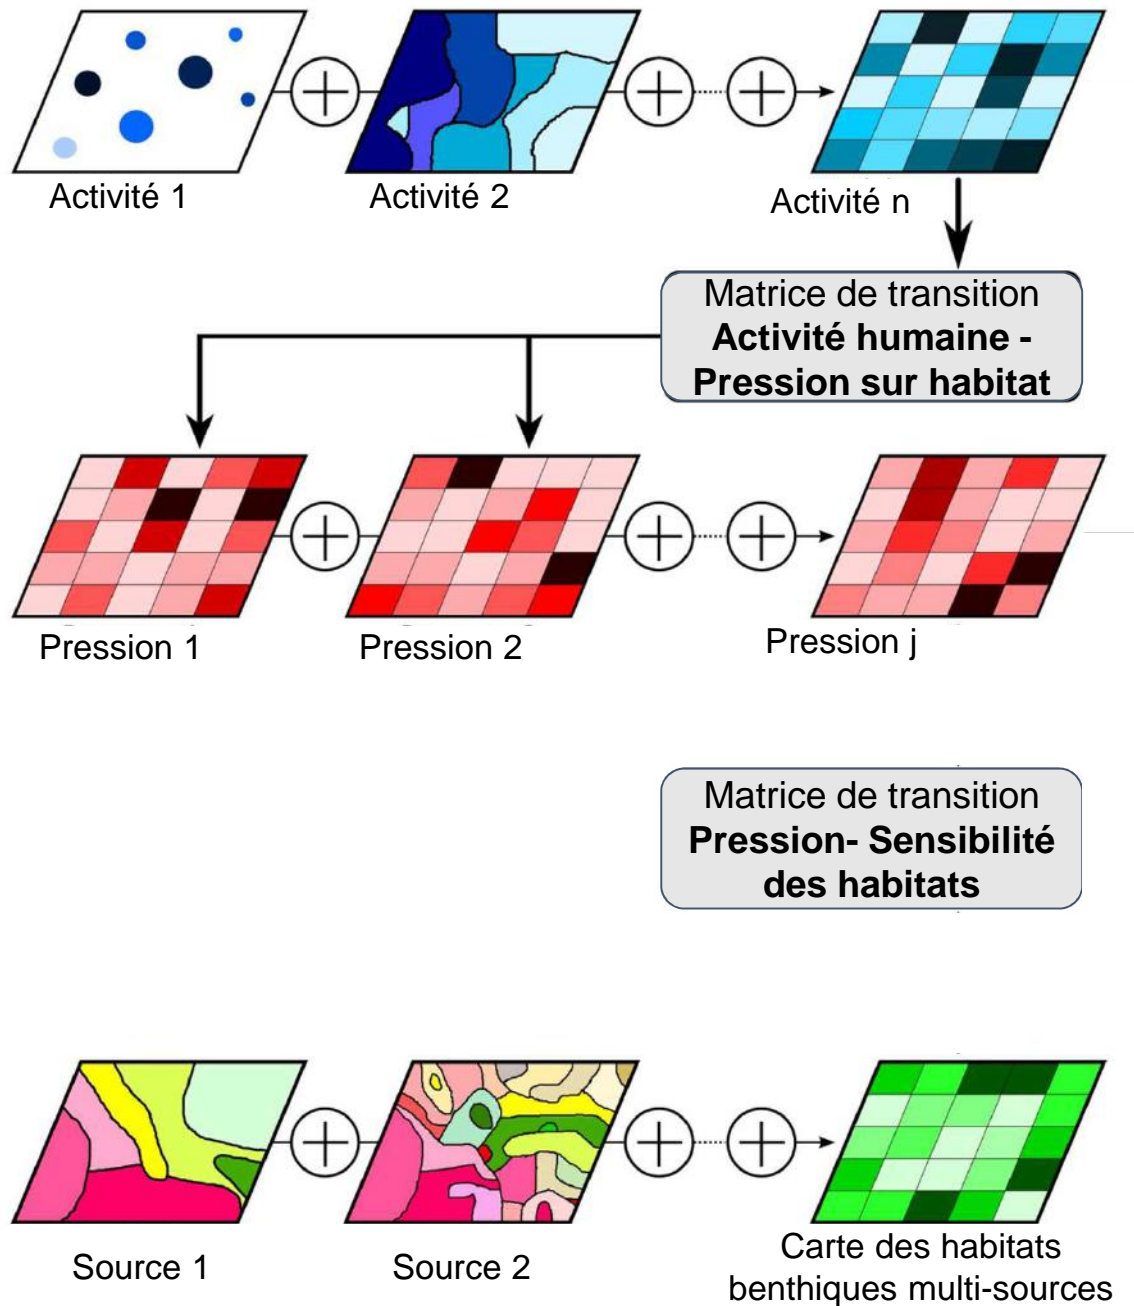 Activité 1
Activité 2
Activité n
Matrice de transition
Activité humaine -
Pression sur habitat
Pression 1
Pression 2
Pression j
Matrice de transition
Pression- Sensibilité
des habitats
Source 1
Source 2
Carte des habitats
benthiques multi-sources